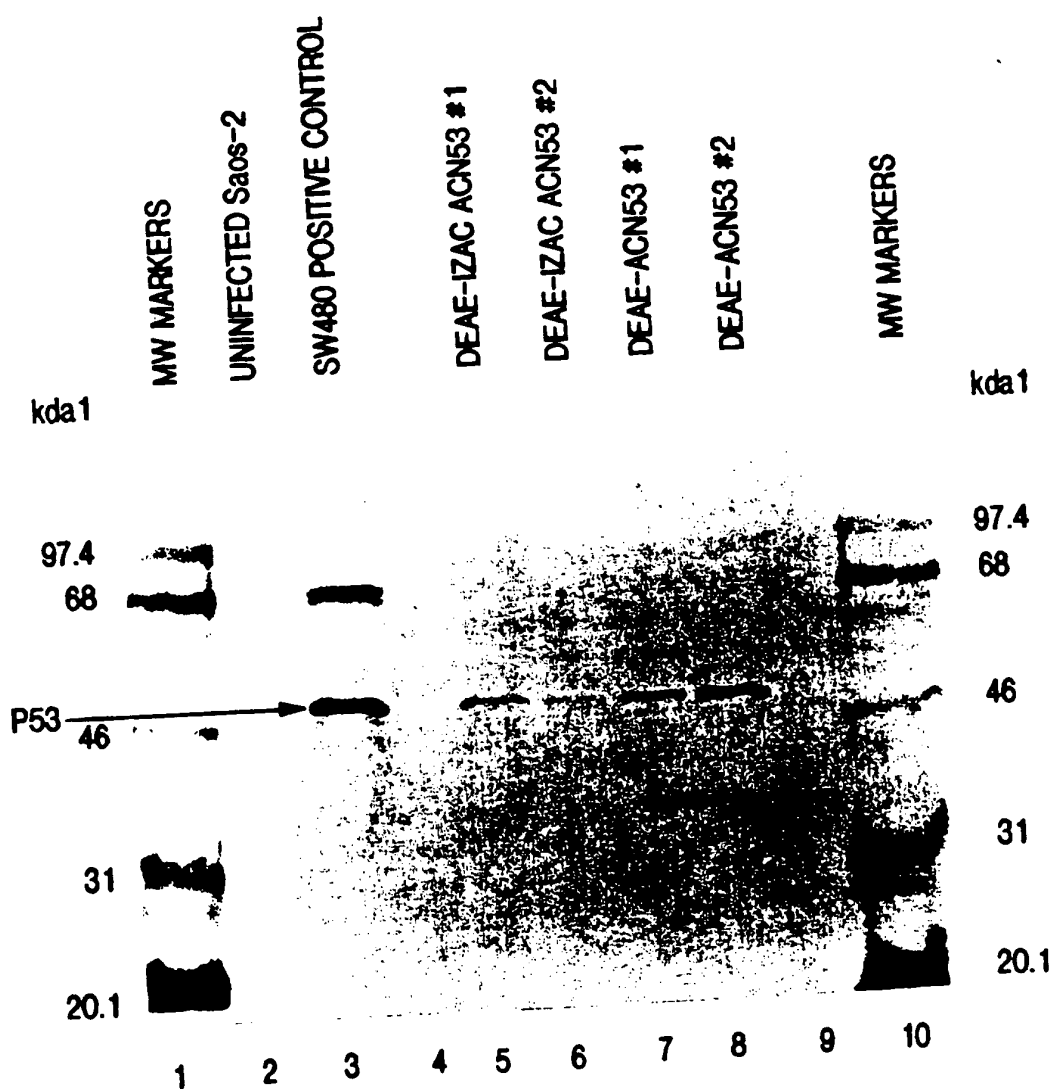 MW MARKERS
UNINFECTED Saos-2
SW480 POSITIVE CONTROL
DEAE-IZAC ACN53 #1
DEAE-IZAC ACN53 #2
DEAE-ACN53 #1
DEAE-ACN53 #2
MW MARKERS
kda1
kda1
97.4
97.4
68
68
P53
46
46
31
31
20.1
20.1
1 2 3 4 5 6 7 8 9 10